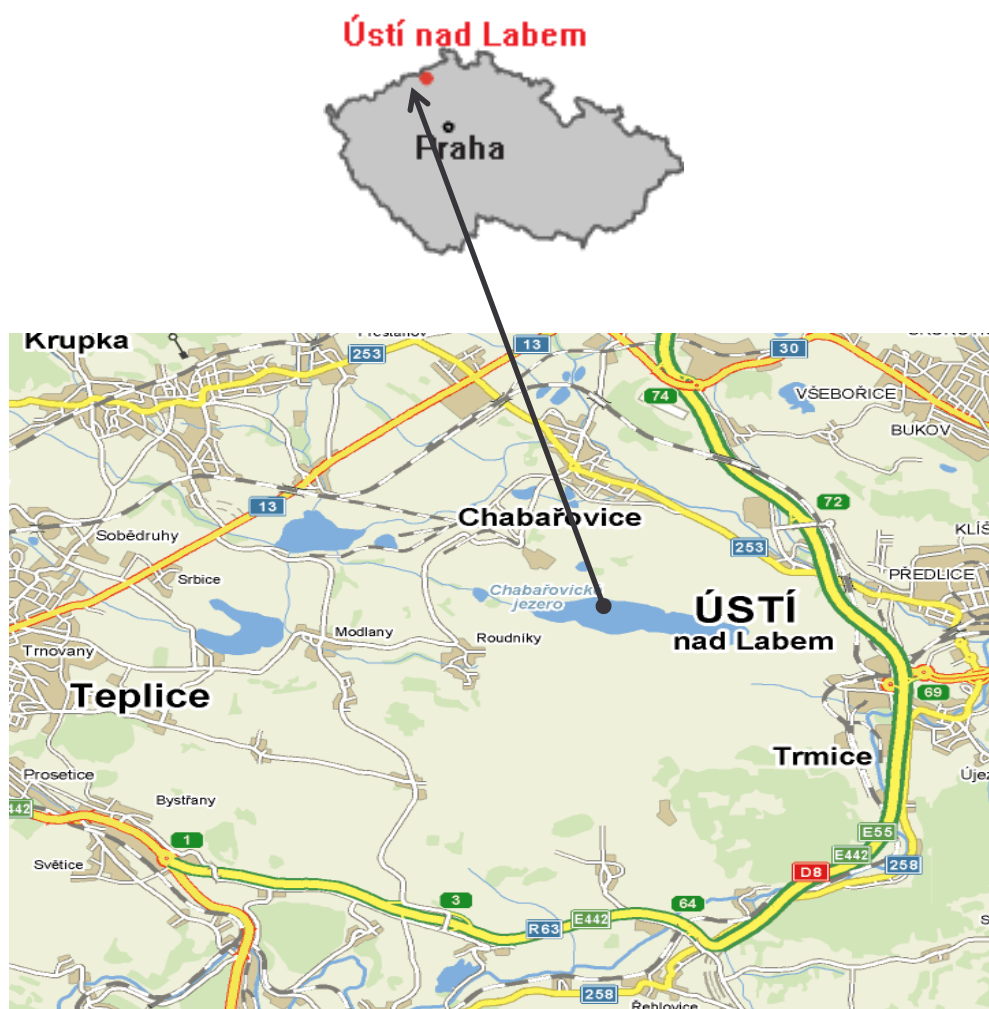 Ústí nad Labem
Praha
Krupka
253
13
30
74
VŠEBOŘICE
BUKOV
13
Chabařovice
72
Sobědruhy
253
KLÍŠ
Srbice
Chabařovické
jezero
PŘEDLICE
ÚSTÍ
nad Labem
Modlany
Roudníky
Trnovany
Teplice
69
Trmice
Prosetice
Újez
442
Bystřany
1
E55
E442
258
Světice
D8
3
64
E442
R63
S
258
Řehlovice